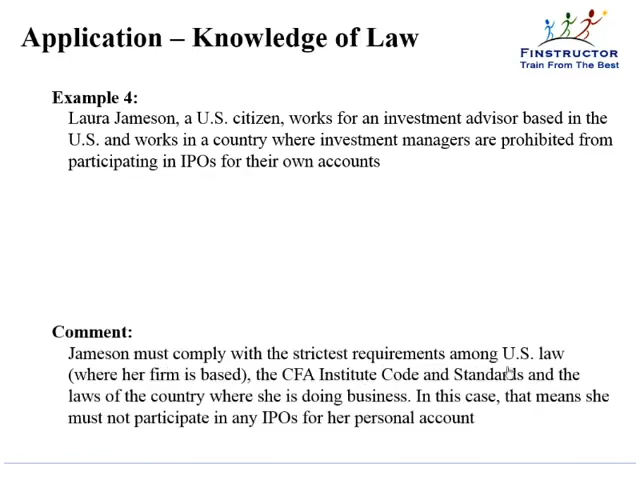 Application – Knowledge of Law
FINSTRUCTOR
Train From The Best
Example 4:
Laura Jameson, a U.S. citizen, works for an investment advisor based in the
U.S. and works in a country where investment managers are prohibited from
participating in IPOs for their own accounts
Comment:
Jameson must comply with the strictest requirements among U.S. law
(where her firm is based), the CFA Institute Code and Standards and the
laws of the country where she is doing business. In this case, that means she
must not participate in any IPOs for her personal account